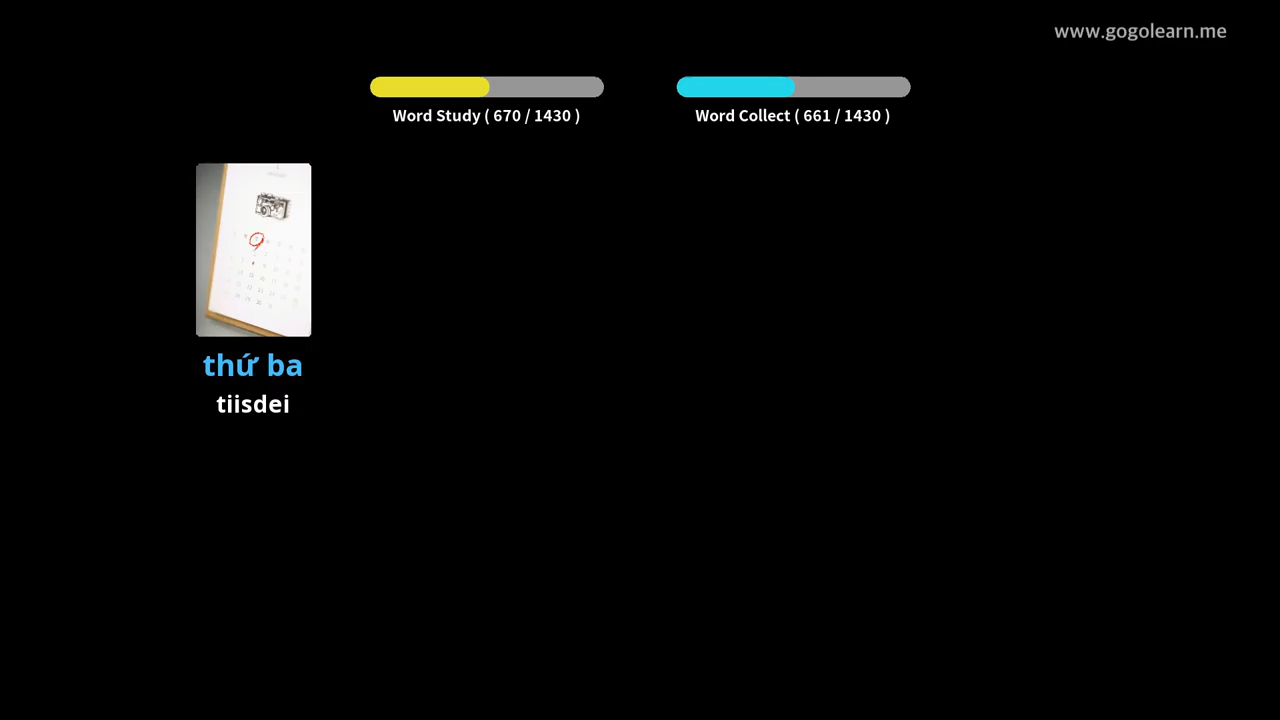 www.gogolearn.me
Word Study ( 670 / 1430 )
Word Collect ( 661 / 1430 )
thứ ba
tiisdei